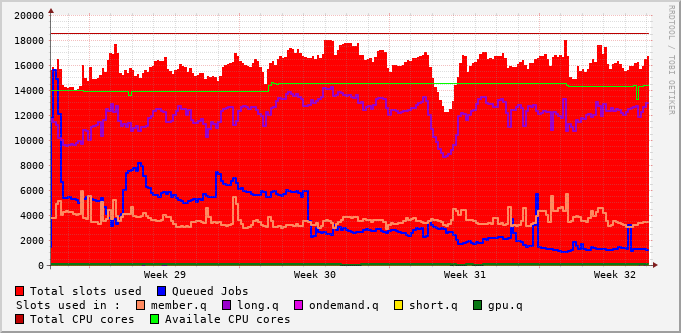 RRDTOOL / TOBI OETIKER
20000
18000
16000
14000
12000
10000
8000
6000
4000
2000
0
Week 29 Week 30 Week 31 Week 32
Total slots used Queued Jobs
Slots used in : member.q long.q ondemand.q short.q gpu.q
Total CPU cores Availale CPU cores